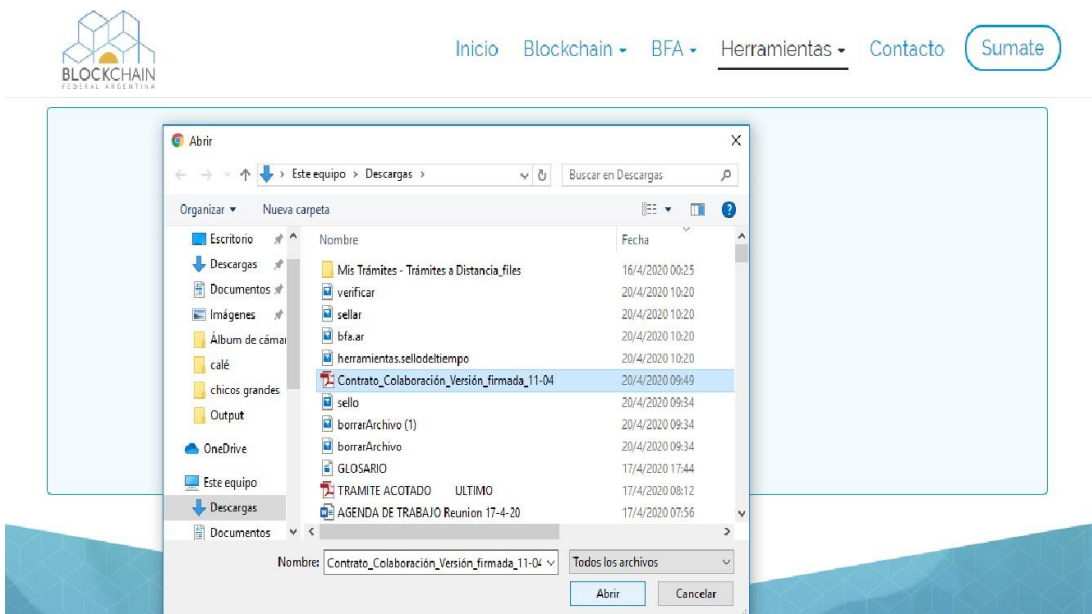 BLOCKCHAIN
FEDERAL ARGENTINA
Inicio Blockchain BFA Herramientas Contacto Sumate
Abrir X
Este equipo > Descargas > Buscar en Descargas
Organizar Nueva carpeta ?
Escritorio Nombre Fecha
Descargas Mis Trámites - Trámites a Distancia_files 16/4/2020 00:25
Documentos verificar 20/4/2020 10:20
Imágenes sellar 20/4/2020 10:20
Álbum de cámar bfa.ar 20/4/2020 10:20
calé herramientas.sellodeltiempo 20/4/2020 10:20
chicos grandes Contrato_Colaboración_Versión_firmada_11-04 20/4/2020 09:49
Output sello 20/4/2020 09:34
borrarArchivo (1) 20/4/2020 09:34
OneDrive borrarArchivo 20/4/2020 09:34
GLOSARIO 17/4/2020 17:44
Este equipo TRAMITE ACOTADO ULTIMO 17/4/2020 08:12
Descargas AGENDA DE TRABAJO Reunion 17-4-20 17/4/2020 07:56
Documentos
Nombre: Contrato_Colaboración_Versión_firmada_11-04 Todos los archivos
Abrir Cancelar